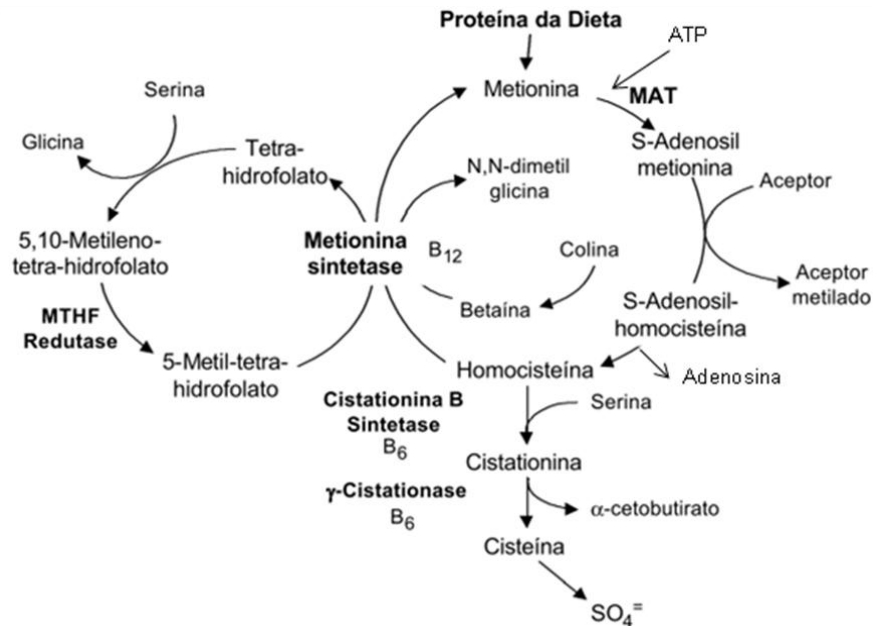 Proteína da Dieta
ATP
Metionina
MAT
Serina
Glicina
Tetra-
hidrofolato
N,N-dimetil
glicina
S-Adenosil
metionina
Aceptor
5,10-Metileno-
tetra-hidrofolato
Metionina
sintetase
B12
Colina
Betaína
Aceptor
metilado
MTHF
Redutase
S-Adenosil-
homocisteína
5-Metil-tetra-
hidrofolato
Homocisteína
Adenosina
Cistationina B
Sintetase
B6
Serina
Cistationina
γ-Cistationase
B6
α-cetobutirato
Cisteína
SO4=